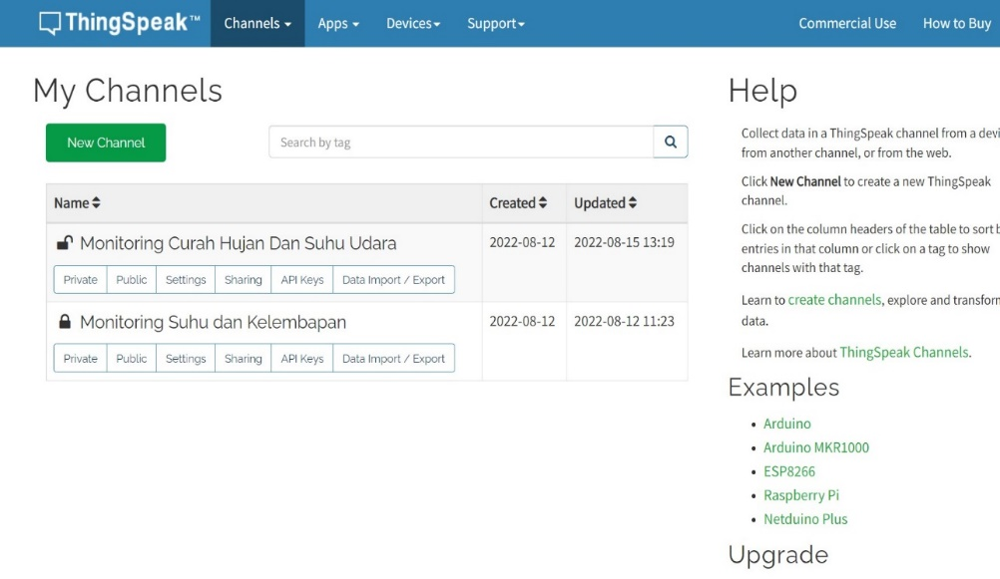 ThingSpeak™ Channels Apps Devices Support Commercial Use How to Buy
My Channels
New Channel
Search by tag
Name Created Updated
Monitoring Curah Hujan Dan Suhu Udara 2022-08-12 2022-08-15 13:19
Private Public Settings Sharing API Keys Data Import / Export
Monitoring Suhu dan Kelembapan 2022-08-12 2022-08-12 11:23
Private Public Settings Sharing API Keys Data Import / Export
Help
Collect data in a ThingSpeak channel from a
from another channel, or from the web.
Click New Channel to create a new ThingSpeak
channel.
Click on the column headers of the table to sort
entries in that column or click on a tag to show
channels with that tag.
Learn to create channels, explore and
data.
Learn more about ThingSpeak Channels.
Examples
• Arduino
• Arduino MKR1000
• ESP8266
• Raspberry Pi
• Netduino Plus
Upgrade